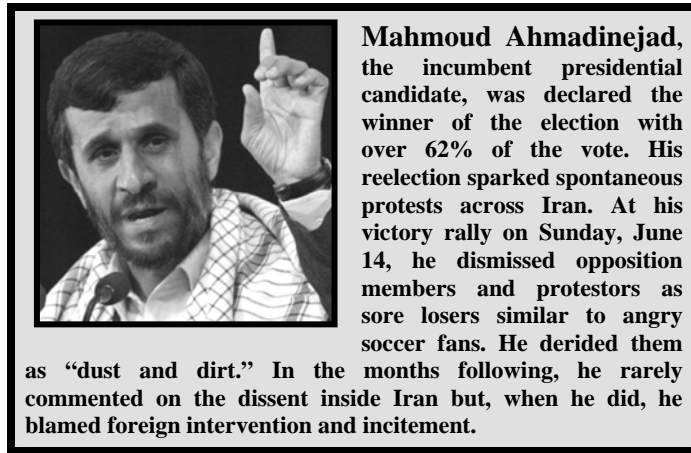 Mahmoud Ahmadinejad,
the incumbent presidential
candidate, was declared the
winner of the election with
over 62% of the vote. His
reelection sparked spontaneous
protests across Iran. At his
victory rally on Sunday, June
14, he dismissed opposition
members and protestors as
sore losers similar to angry
soccer fans. He derided them
as “dust and dirt.” In the months following, he rarely
commented on the dissent inside Iran but, when he did, he
blamed foreign intervention and incitement.